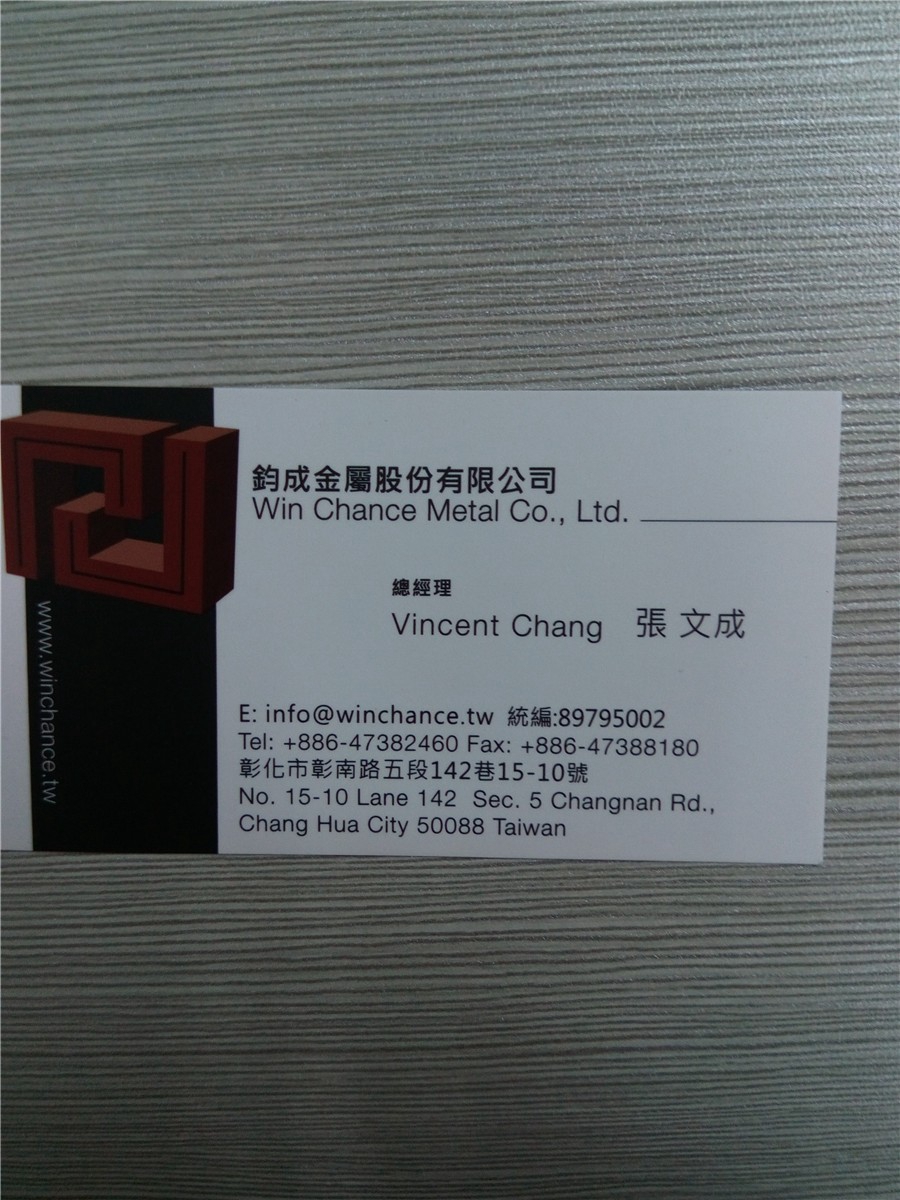 鈞成金屬股份有限公司
Win Chance Metal Co., Ltd.
總經理
Vincent Chang 張 文成
E: info@winchance.tw 統編:89795002
Tel: +886-47382460 Fax: +886-47388180
彰化市彰南路五段142巷15-10號
No. 15-10 Lane 142 Sec. 5 Changnan Rd.,
Chang Hua City 50088 Taiwan
www.winchance.tw